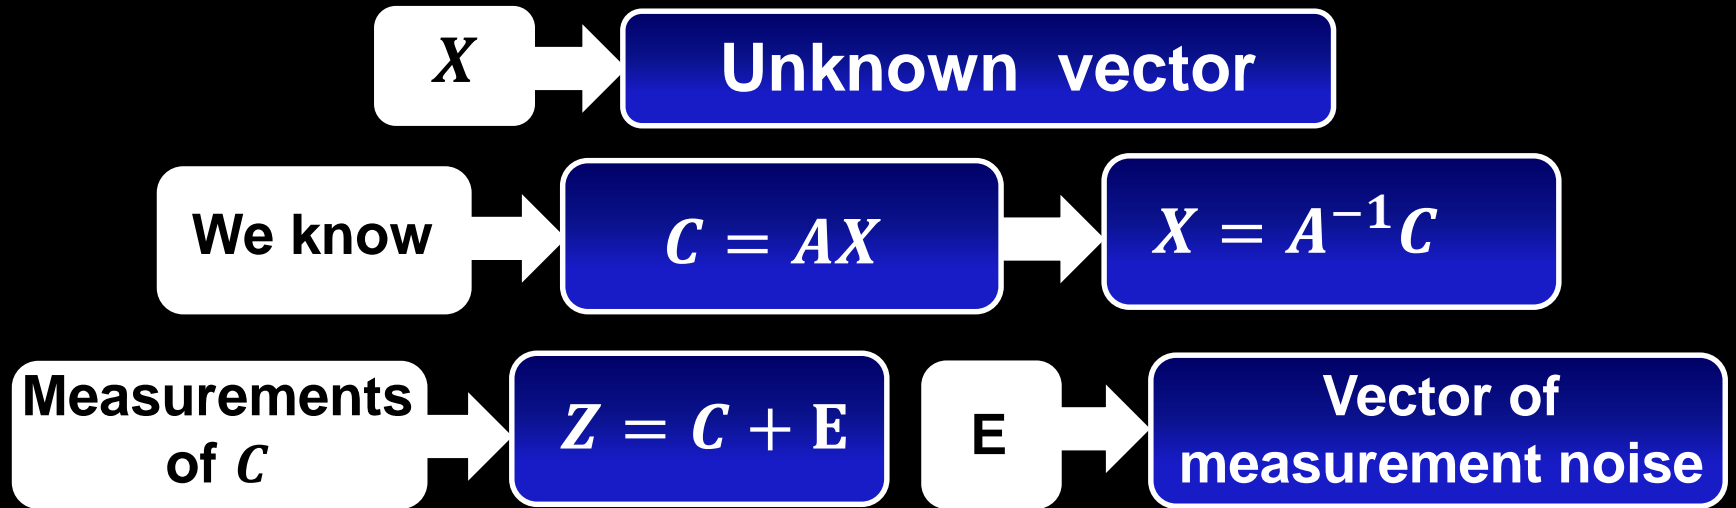 X
Unknown vector
We know
C = AX
X = A⁻¹C
Measurements
of C
Z = C + E
E
Vector of
measurement noise